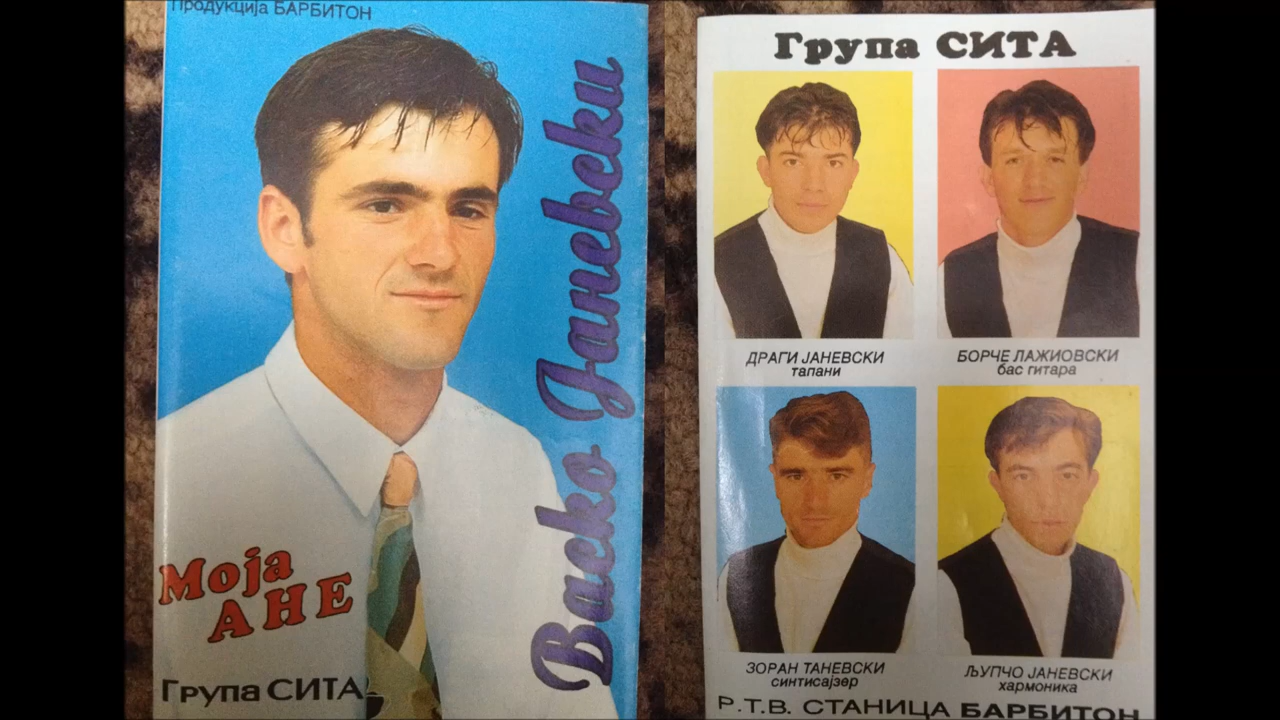 Продукција БАРБИТОН
Васко Јаневски
Моја
АНЕ
Група СИТА
Група СИТА
ДРАГИ ЈАНЕВСКИ
тапани
БОРЧЕ ЛАЖИОВСКИ
бас гитара
ЗОРАН ТАНЕВСКИ
синтисајзер
ЉУПЧО ЈАНЕВСКИ
хармоника
Р.Т.В. СТАНИЦА БАРБИТОН